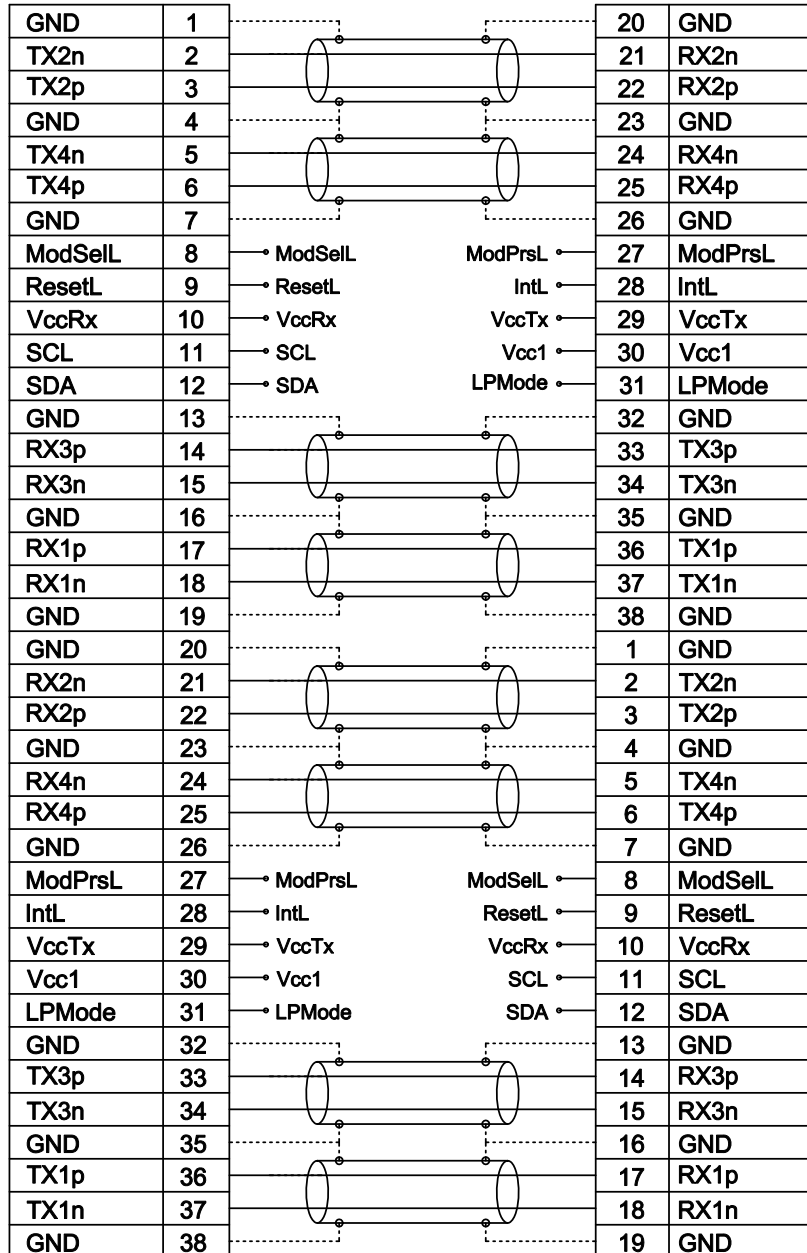 GND 1 20 GND
TX2n 2 21 RX2n
TX2p 3 22 RX2p
GND 4 23 GND
TX4n 5 24 RX4n
TX4p 6 25 RX4p
GND 7 26 GND
ModSelL 8 ModSelL ModPrsL 27 ModPrsL
ResetL 9 ResetL IntL 28 IntL
VccRx 10 VccRx VccTx 29 VccTx
SCL 11 SCL Vcc1 30 Vcc1
SDA 12 SDA LPMode 31 LPMode
GND 13 32 GND
RX3p 14 33 TX3p
RX3n 15 34 TX3n
GND 16 35 GND
RX1p 17 36 TX1p
RX1n 18 37 TX1n
GND 19 38 GND
GND 20 1 GND
RX2n 21 2 TX2n
RX2p 22 3 TX2p
GND 23 4 GND
RX4n 24 5 TX4n
RX4p 25 6 TX4p
GND 26 7 GND
ModPrsL 27 ModPrsL ModSelL 8 ModSelL
IntL 28 IntL ResetL 9 ResetL
VccTx 29 VccTx VccRx 10 VccRx
Vcc1 30 Vcc1 SCL 11 SCL
LPMode 31 LPMode SDA 12 SDA
GND 32 13 GND
TX3p 33 14 RX3p
TX3n 34 15 RX3n
GND 35 16 GND
TX1p 36 17 RX1p
TX1n 37 18 RX1n
GND 38 19 GND